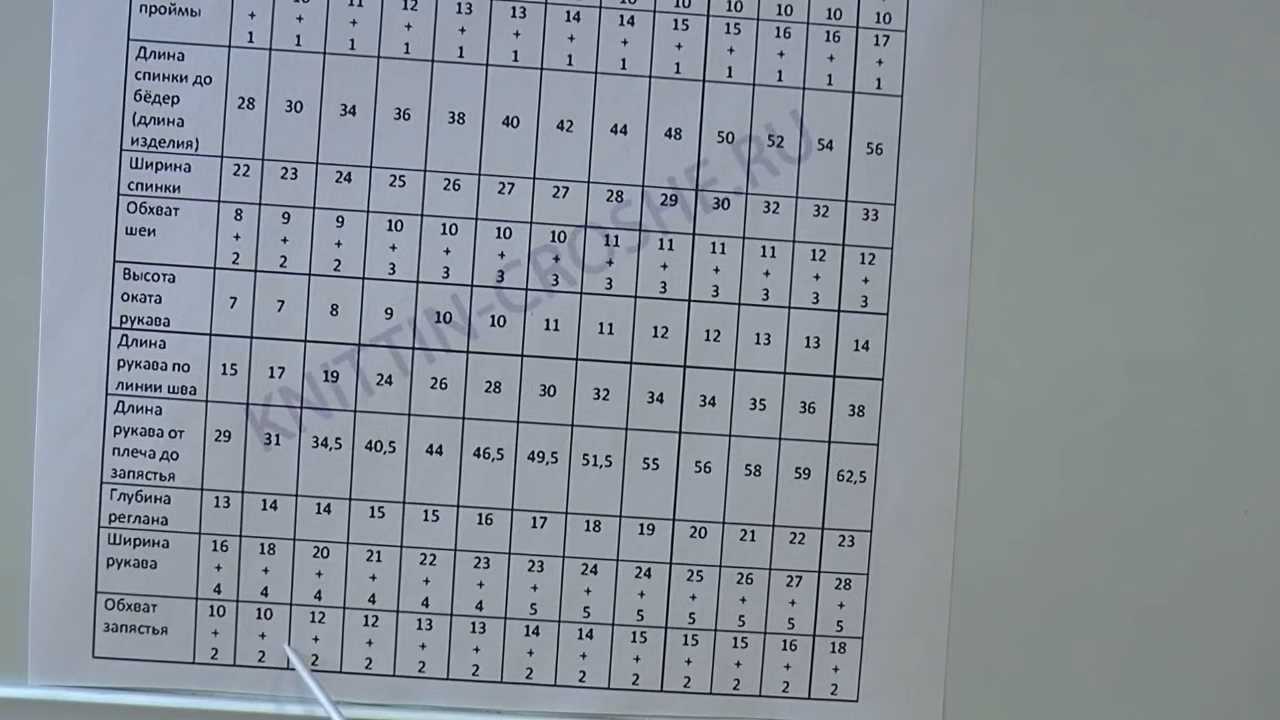 10 10 10 10 10
проймы + 1 + 1 11 + 1 12 + 1 13 + 1 13 + 1 14 + 1 14 + 1 15 + 1 15 + 1 16 + 1 16 + 1 17 + 1
Длина
спинки до
бёдер
(длина
изделия)
28 30 34 36 38 40 42 44 48 50 52 54 56
Ширина
спинки
22 23 24 25 26 27 27 28 29 30 32 32 33
Обхват
шеи
8 9 9 10 10 10 10 11 11 11 11 12 12
+ + + + + + + + + + + + +
2 2 2 3 3 3 3 3 3 3 3 3 3
Высота
оката
рукава
7 7 8 9 10 10 11 11 12 12 13 13 14
Длина
рукава по
линии шва
15 17 19 24 26 28 30 32 34 34 35 36 38
Длина
рукава от
плеча до
запястья
29 31 34,5 40,5 44 46,5 49,5 51,5 55 56 58 59 62,5
Глубина
реглана
13 14 14 15 15 16 17 18 19 20 21 22 23
Ширина
рукава
16 18 20 21 22 23 23 24 24 25 26 27 28
+ + + + + + + + + + + + +
4 4 4 4 4 4 5 5 5 5 5 5 5
Обхват
запястья
10 10 12 12 13 13 14 14 15 15 15 16 18
+ + + + + + + + + + + + +
2 2 2 2 2 2 2 2 2 2 2 2 2
KNITTIN-CROSHE.RU